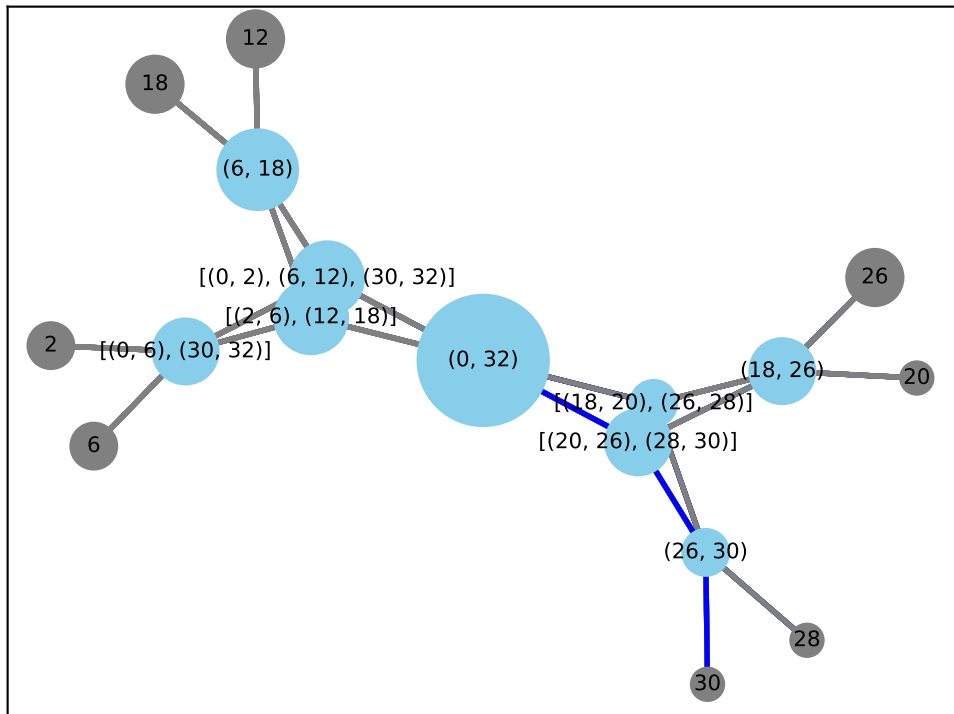 12
18
(6, 18)
[(0, 2), (6, 12), (30, 32)]
26
[(2, 6), (12, 18)]
2
[(0, 6), (30, 32)]
(0, 32)
(18, 26)
20
[(18, 20), (26, 28)]
[(20, 26), (28, 30)]
6
(26, 30)
28
30